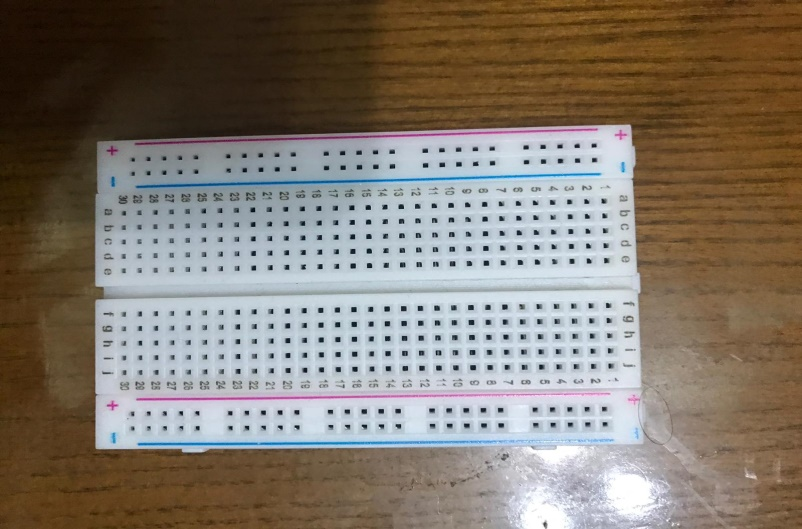 + +
- -
30 29 28 27 26 25 24 23 22 21 20 19 18 17 16 15 14 13 12 11 10 9 8 7 6 5 4 3 2 1
a a
b b
c c
d d
e e
f f
g g
h h
i i
j j
30 29 28 27 26 25 24 23 22 21 20 19 18 17 16 15 14 13 12 11 10 9 8 7 6 5 4 3 2 1
+ +
- -